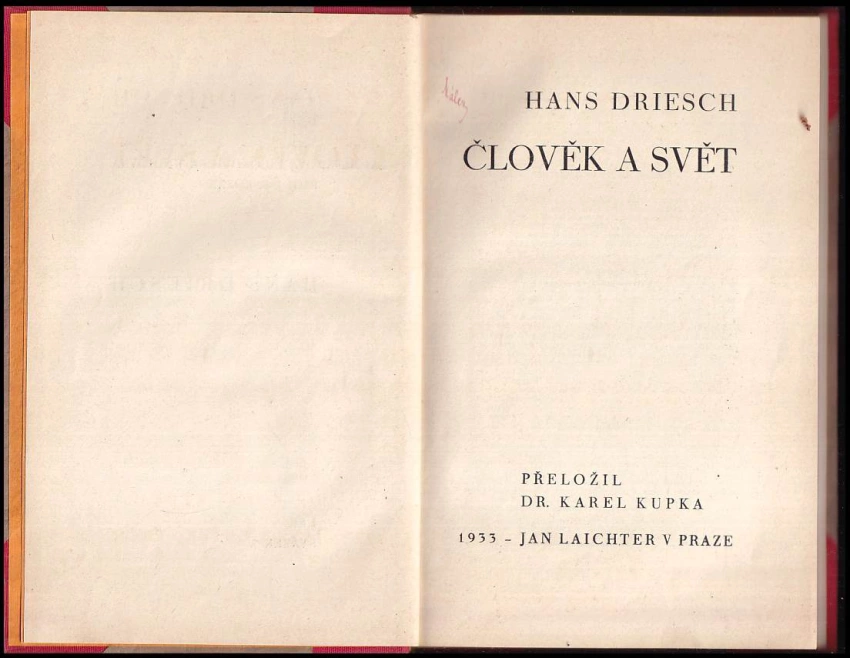 HANS DRIESCH
ČLOVĚK A SVĚT
PŘELOŽIL
DR. KAREL KUPKA
1933 – JAN LAICHTER V PRAZE